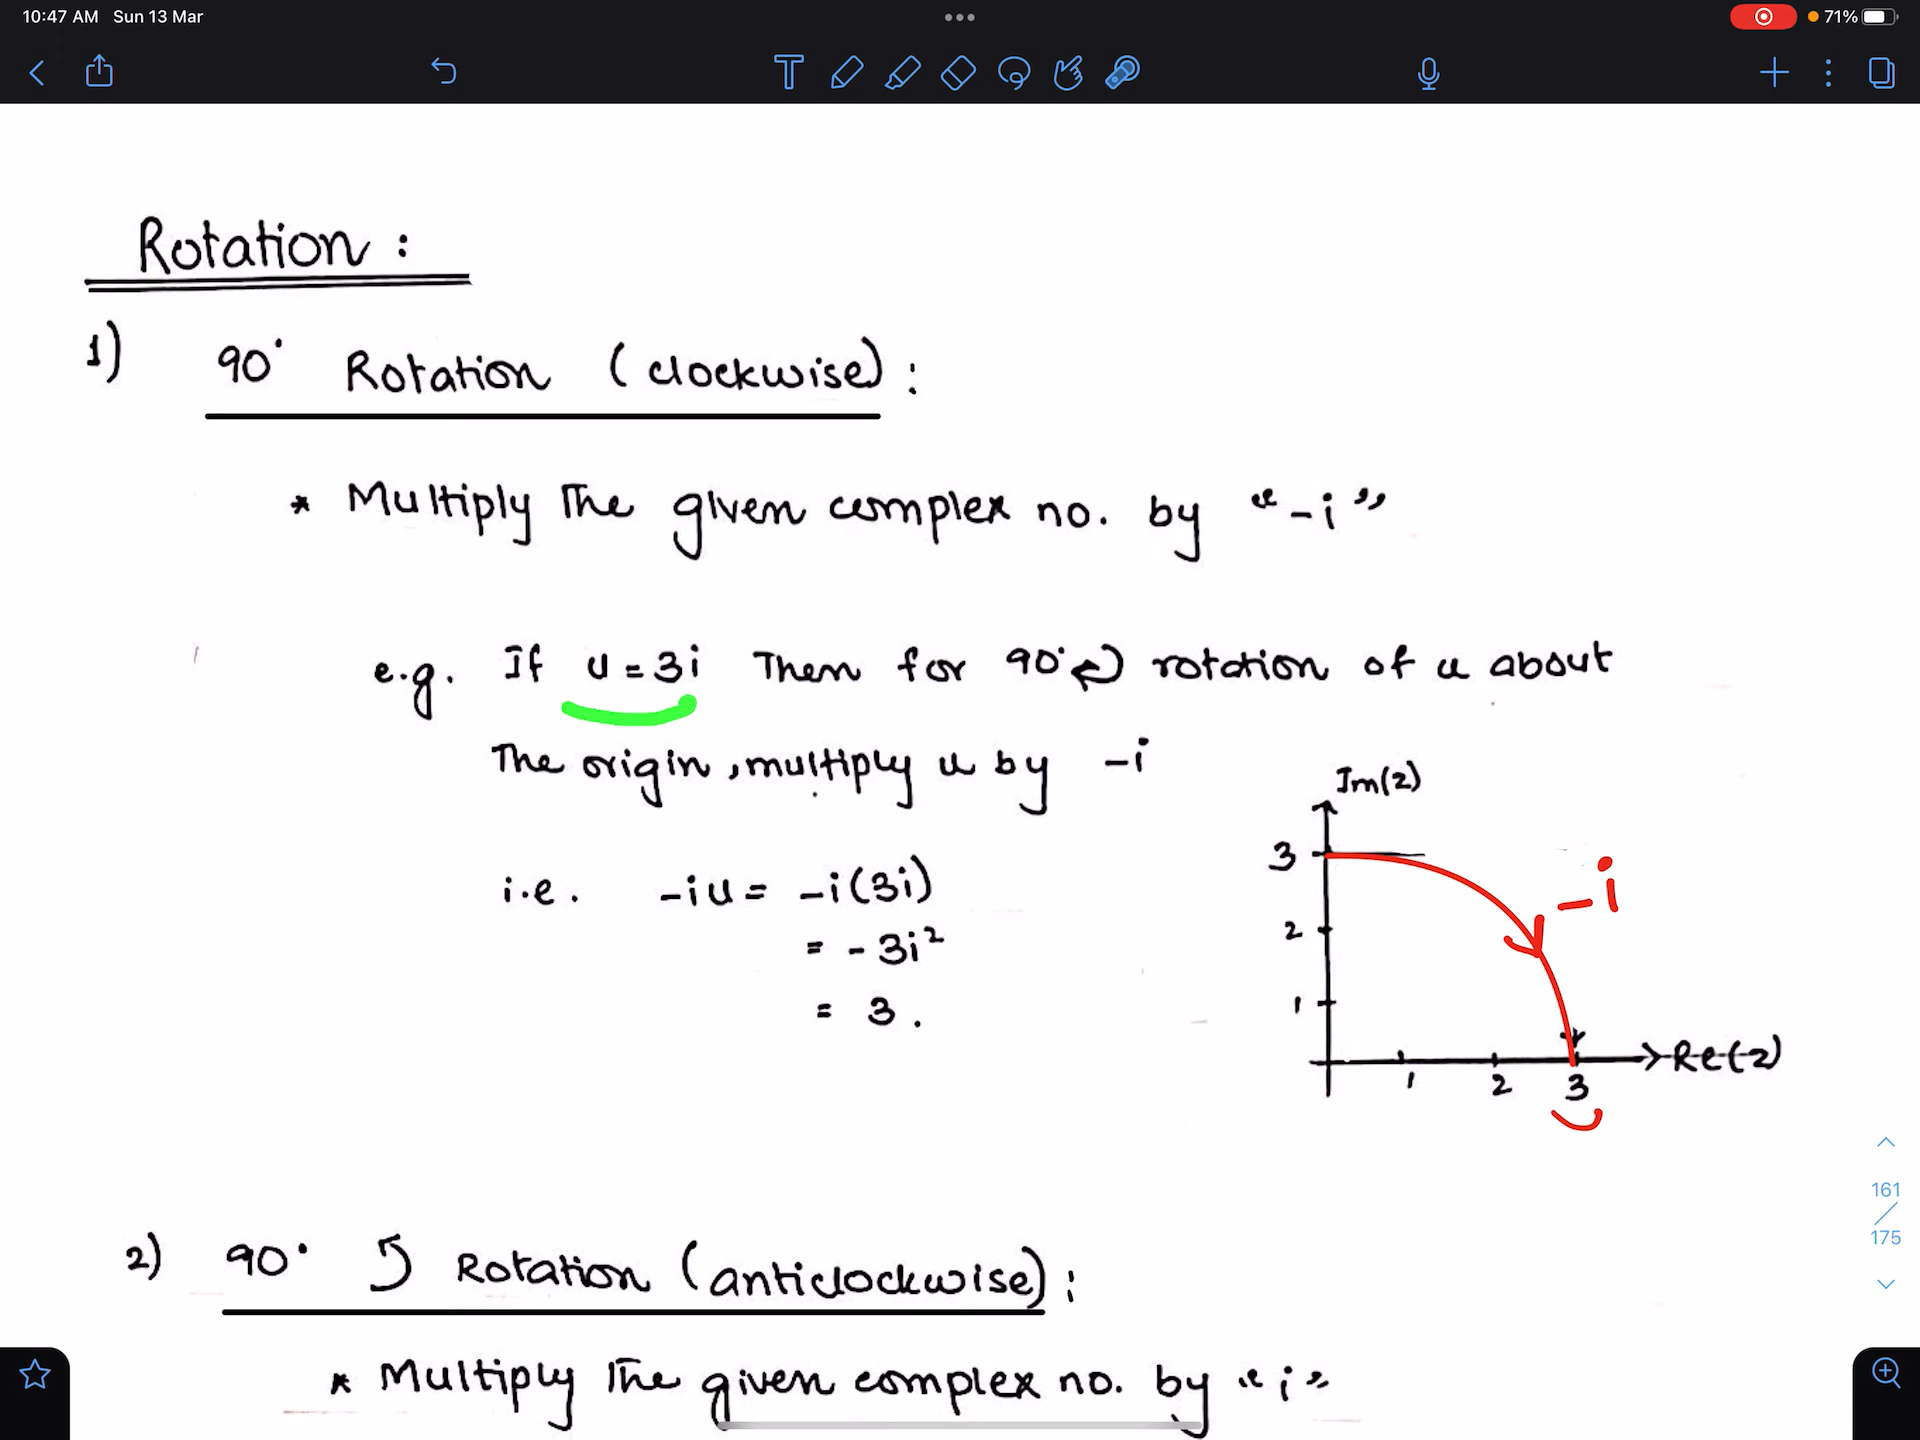 10:47 AM Sun 13 Mar
71%
Rotation :
1) 90° Rotation (clockwise) :
* Multiply The given complex no. by "-i"
e.g. If u = 3i Then for 90° rotation of u about
The origin, multiply u by -i
i.e. -iu = -i(3i)
= -3i²
= 3.
Im(z)
3
2
1
-i
1 2 3
Re(z)
161
175
2) 90° Rotation (anticlockwise) :
* Multiply The given complex no. by "i"